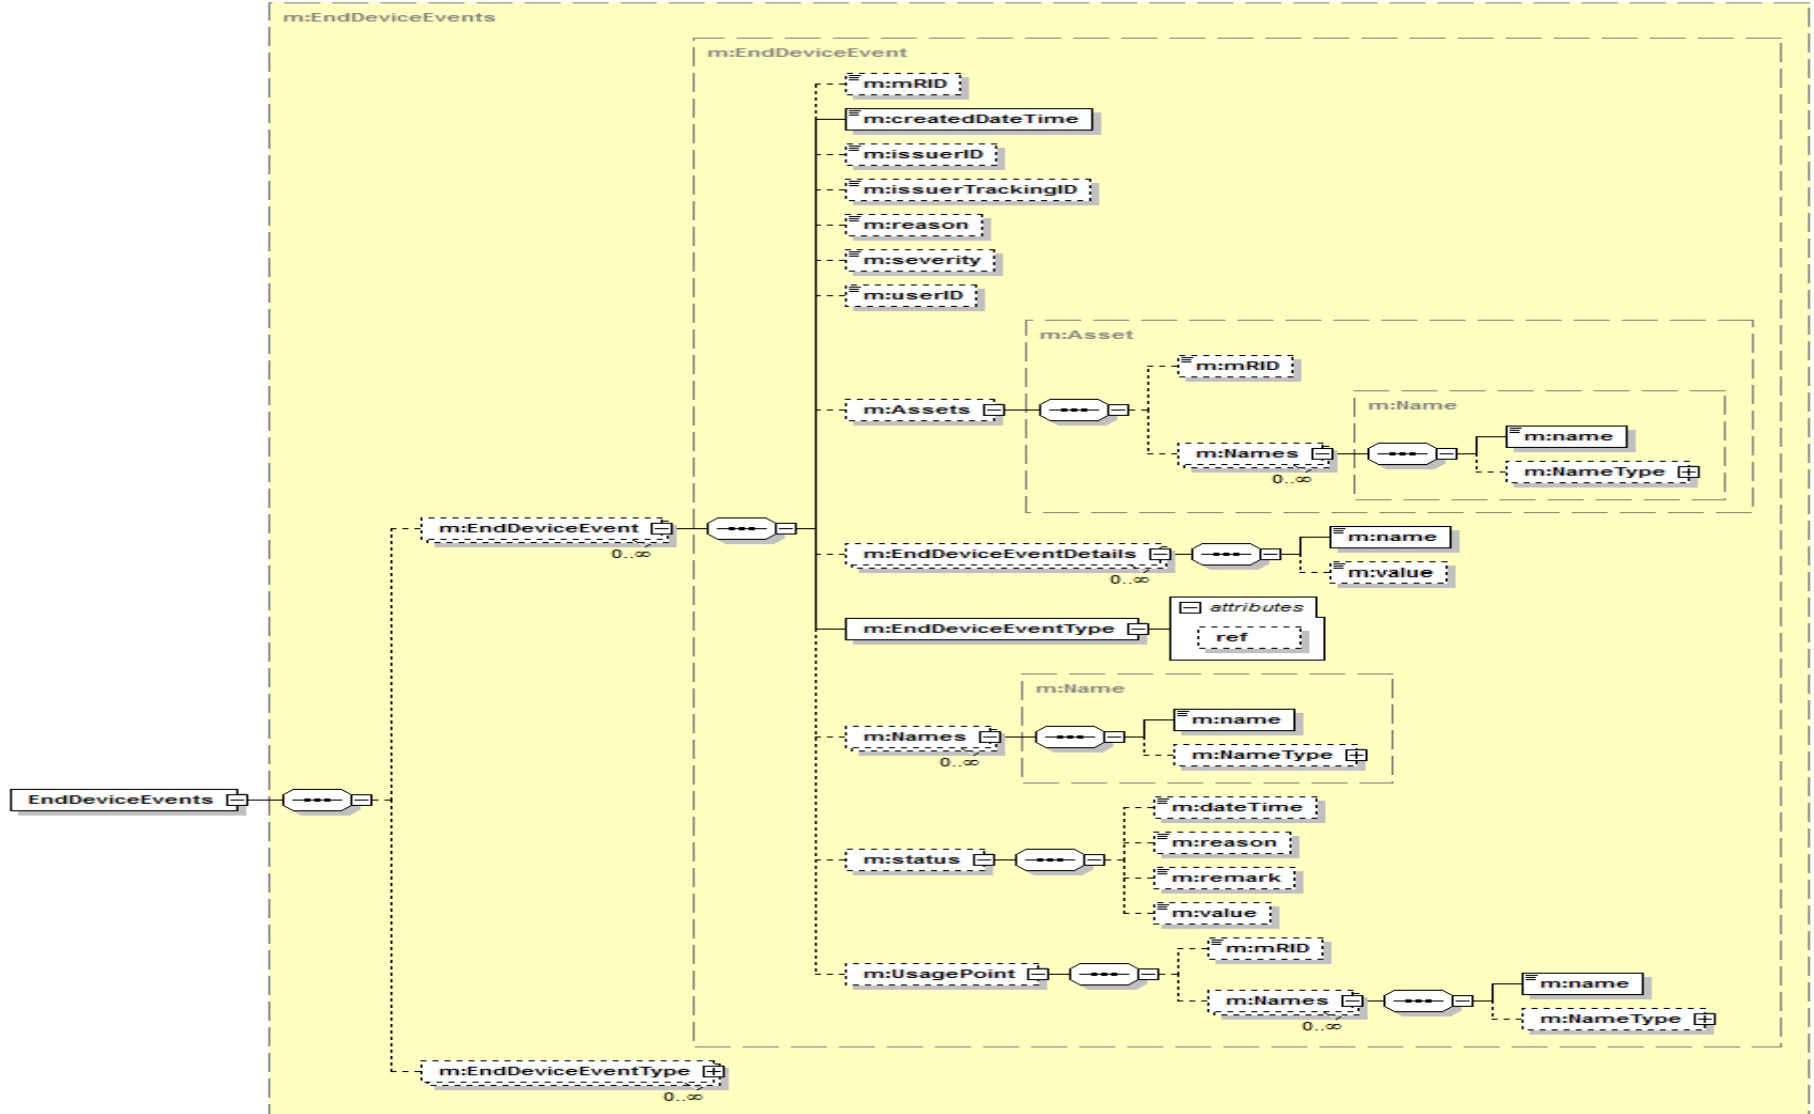 m:EndDeviceEvents
m:EndDeviceEvent
m:mRID
m:createdDateTime
m:issuerID
m:issuerTrackingID
m:reason
m:severity
m:userID
m:Asset
m:mRID
m:Assets
m:Name
m:name
m:Names
m:NameType
0..∞
m:EndDeviceEvent
0..∞
m:EndDeviceEventDetails
0..∞
m:name
m:value
m:EndDeviceEventType
attributes
ref
m:Name
m:name
m:Names
m:NameType
0..∞
EndDeviceEvents
m:dateTime
m:reason
m:status
m:remark
m:value
m:mRID
m:UsagePoint
m:name
m:Names
m:NameType
0..∞
m:EndDeviceEventType
0..∞